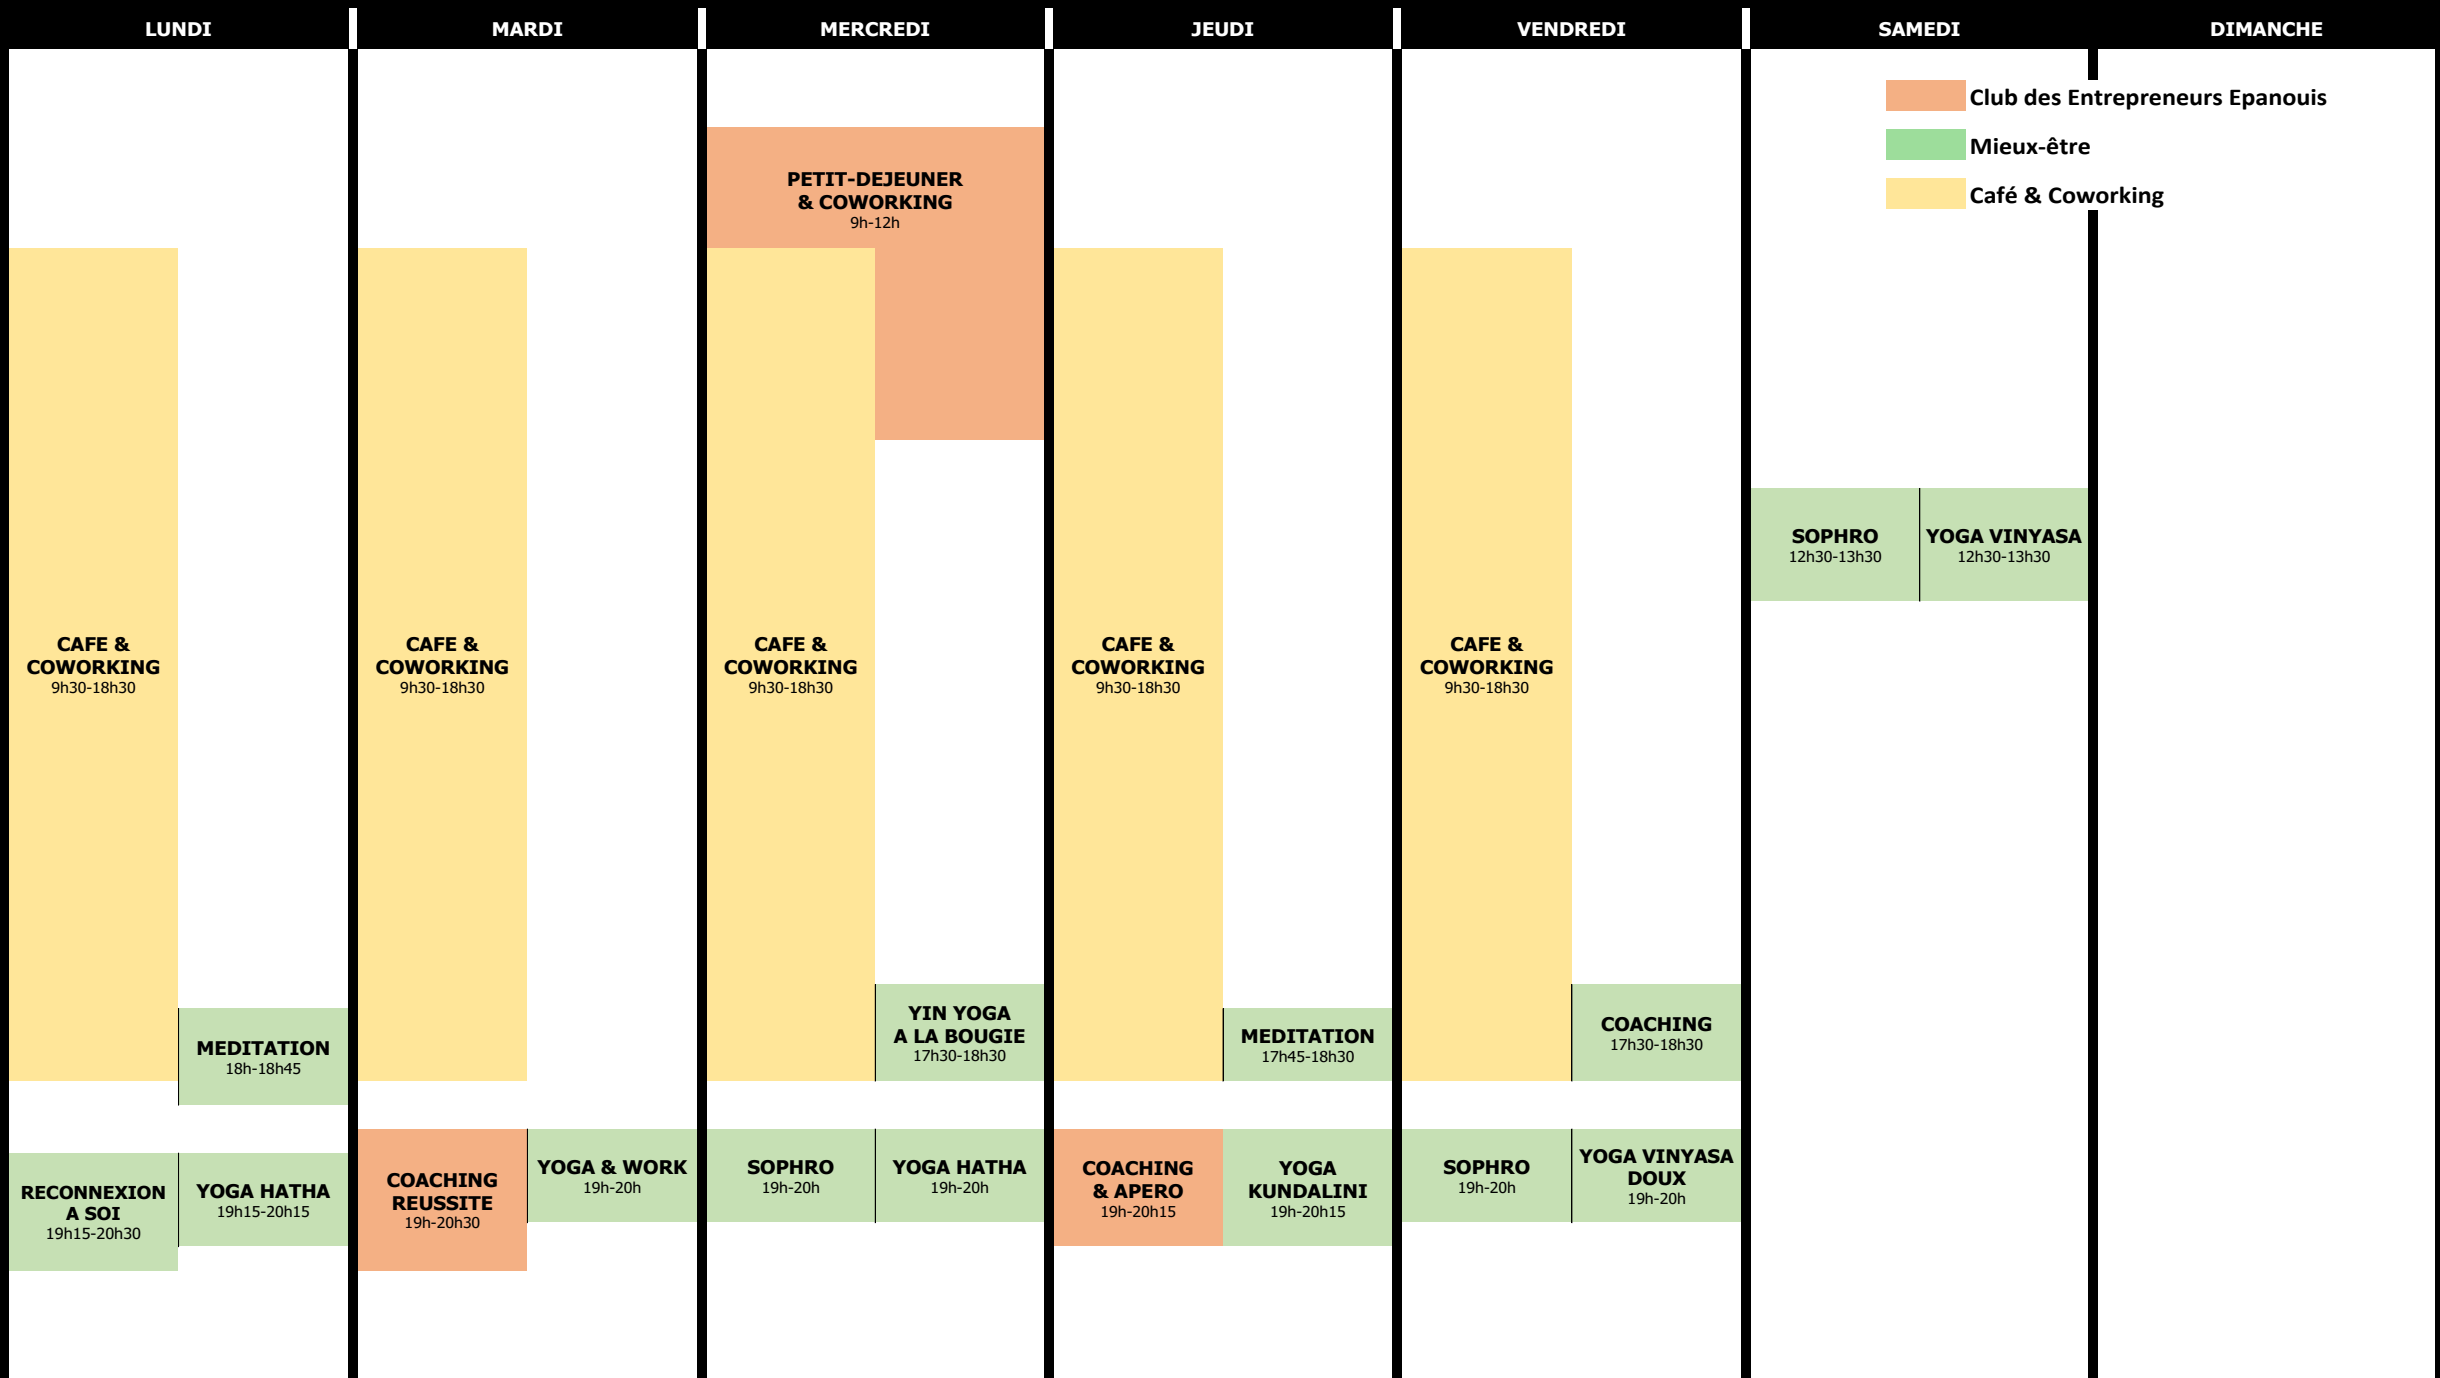 LUNDI
MARDI
MERCREDI
JEUDI
VENDREDI
SAMEDI
DIMANCHE
Club des Entrepreneurs Epanouis
Mieux-être
Café & Coworking
PETIT-DEJEUNER
& COWORKING
9h-12h
SOPHRO
12h30-13h30
YOGA VINYASA
12h30-13h30
CAFE &
COWORKING
9h30-18h30
CAFE &
COWORKING
9h30-18h30
CAFE &
COWORKING
9h30-18h30
CAFE &
COWORKING
9h30-18h30
CAFE &
COWORKING
9h30-18h30
MEDITATION
18h-18h45
YIN YOGA
A LA BOUGIE
17h30-18h30
MEDITATION
17h45-18h30
COACHING
17h30-18h30
RECONNEXION
A SOI
19h15-20h30
YOGA HATHA
19h15-20h15
COACHING
REUSSITE
19h-20h30
YOGA & WORK
19h-20h
SOPHRO
19h-20h
YOGA HATHA
19h-20h
COACHING
& APERO
19h-20h15
YOGA
KUNDALINI
19h-20h15
SOPHRO
19h-20h
YOGA VINYASA
DOUX
19h-20h